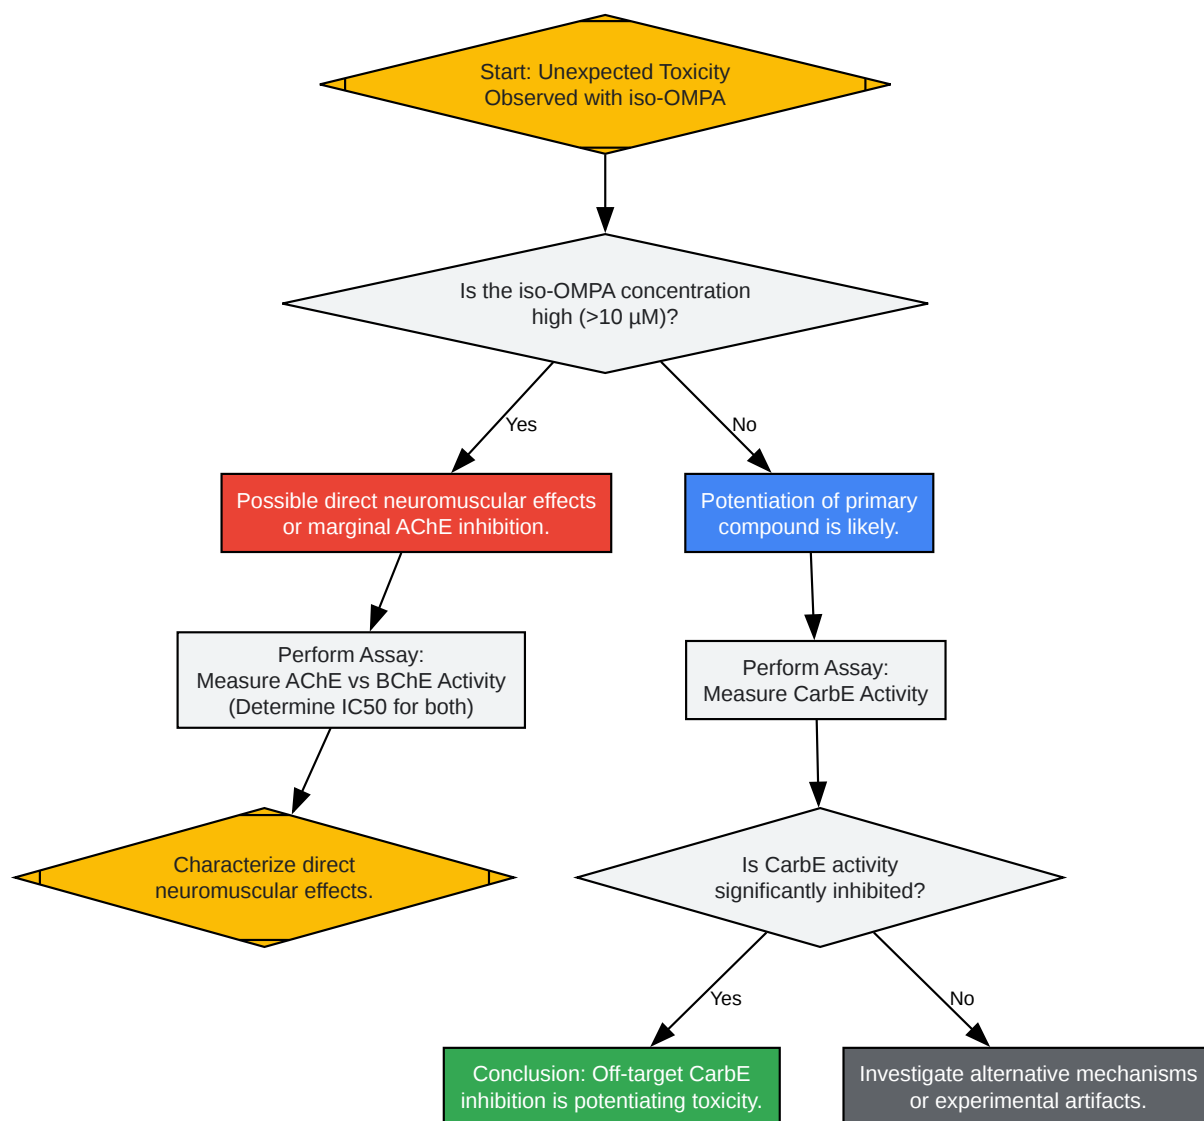 Start: Unexpected Toxicity
Observed with iso-OMPA
Is the iso-OMPA concentration
high (>10 µM)?
Yes
No
Possible direct neuromuscular effects
or marginal AChE inhibition.
Potentiation of primary
compound is likely.
Perform Assay:
Measure AChE vs BChE Activity
(Determine IC50 for both)
Perform Assay:
Measure CarbE Activity
Characterize direct
neuromuscular effects.
Is CarbE activity
significantly inhibited?
Yes
No
Conclusion: Off-target CarbE
inhibition is potentiating toxicity.
Investigate alternative mechanisms
or experimental artifacts.